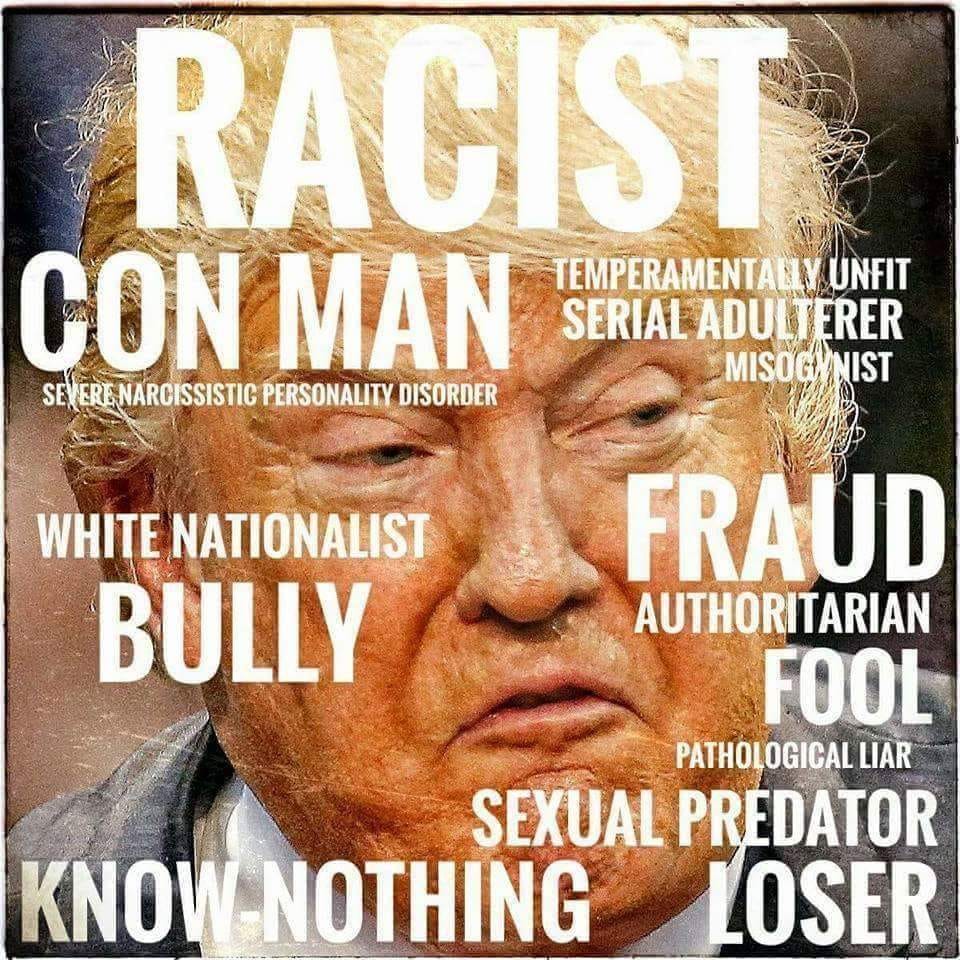 RACIST
CON MAN
TEMPERAMENTALLY UNFIT
SERIAL ADULTERER
MISOGYNIST
SEVERE NARCISSISTIC PERSONALITY DISORDER
WHITE NATIONALIST
BULLY
FRAUD
AUTHORITARIAN
FOOL
PATHOLOGICAL LIAR
SEXUAL PREDATOR
KNOW-NOTHING
LOSER